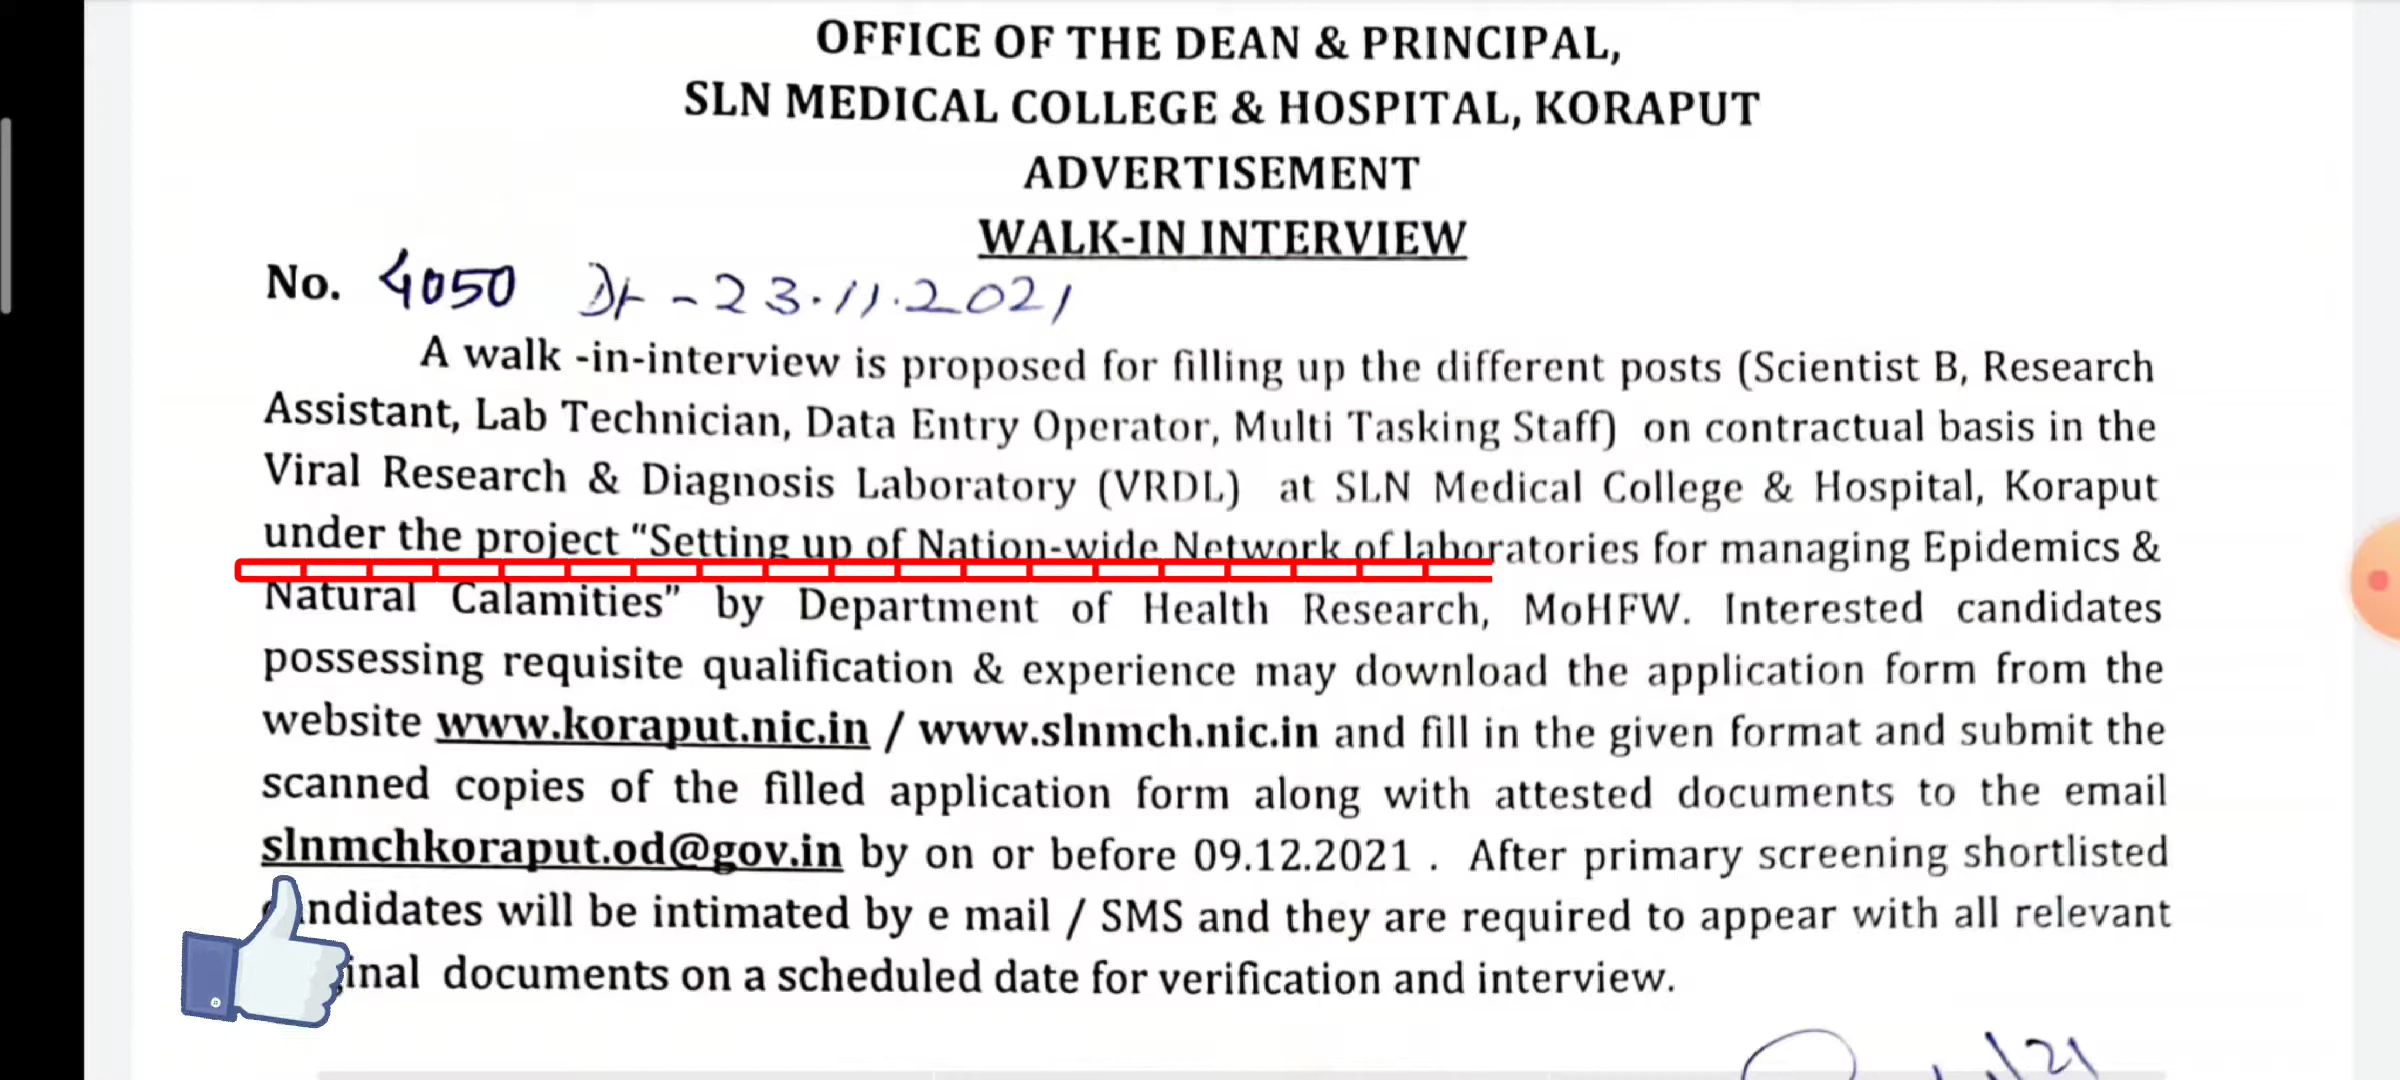 OFFICE OF THE DEAN & PRINCIPAL,
SLN MEDICAL COLLEGE & HOSPITAL, KORAPUT
ADVERTISEMENT
WALK-IN INTERVIEW
No. 4050 Dt - 23.11.2021
A walk -in-interview is proposed for filling up the different posts (Scientist B, Research
Assistant, Lab Technician, Data Entry Operator, Multi Tasking Staff) on contractual basis in the
Viral Research & Diagnosis Laboratory (VRDL) at SLN Medical College & Hospital, Koraput
under the project “Setting up of Nation-wide Network of laboratories for managing Epidemics &
Natural Calamities” by Department of Health Research, MoHFW. Interested candidates
possessing requisite qualification & experience may download the application form from the
website www.koraput.nic.in / www.slnmch.nic.in and fill in the given format and submit the
scanned copies of the filled application form along with attested documents to the email
slnmchkoraput.od@gov.in by on or before 09.12.2021 . After primary screening shortlisted
ndidates will be intimated by e mail / SMS and they are required to appear with all relevant
inal documents on a scheduled date for verification and interview.